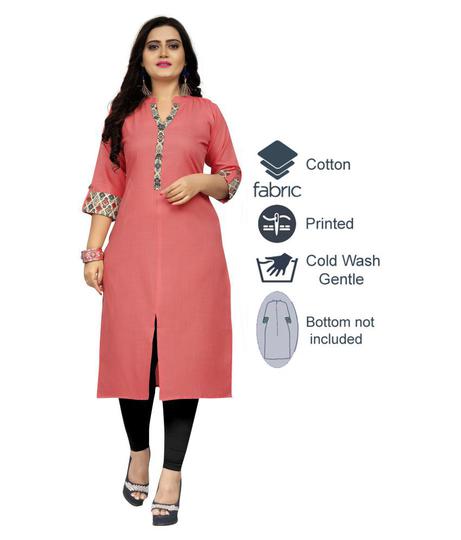 Cotton
fabric
Printed
Cold Wash
Gentle
Bottom not
included